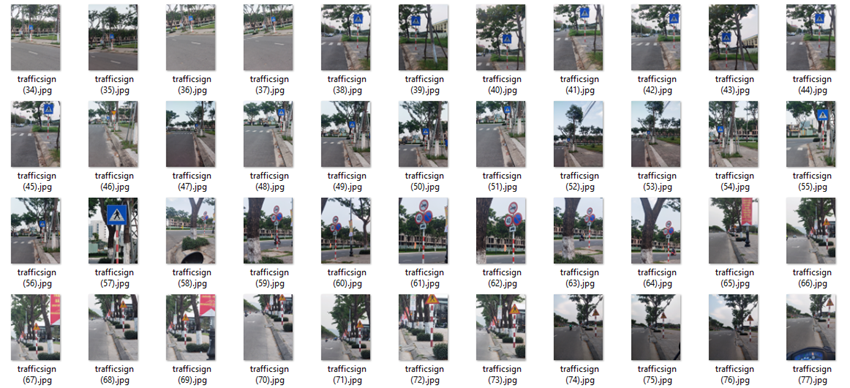 trafficsign trafficsign trafficsign trafficsign trafficsign trafficsign trafficsign trafficsign trafficsign trafficsign trafficsign
(34).jpg (35).jpg (36).jpg (37).jpg (38).jpg (39).jpg (40).jpg (41).jpg (42).jpg (43).jpg (44).jpg
trafficsign trafficsign trafficsign trafficsign trafficsign trafficsign trafficsign trafficsign trafficsign trafficsign trafficsign
(45).jpg (46).jpg (47).jpg (48).jpg (49).jpg (50).jpg (51).jpg (52).jpg (53).jpg (54).jpg (55).jpg
trafficsign trafficsign trafficsign trafficsign trafficsign trafficsign trafficsign trafficsign trafficsign trafficsign trafficsign
(56).jpg (57).jpg (58).jpg (59).jpg (60).jpg (61).jpg (62).jpg (63).jpg (64).jpg (65).jpg (66).jpg
trafficsign trafficsign trafficsign trafficsign trafficsign trafficsign trafficsign trafficsign trafficsign trafficsign trafficsign
(67).jpg (68).jpg (69).jpg (70).jpg (71).jpg (72).jpg (73).jpg (74).jpg (75).jpg (76).jpg (77).jpg